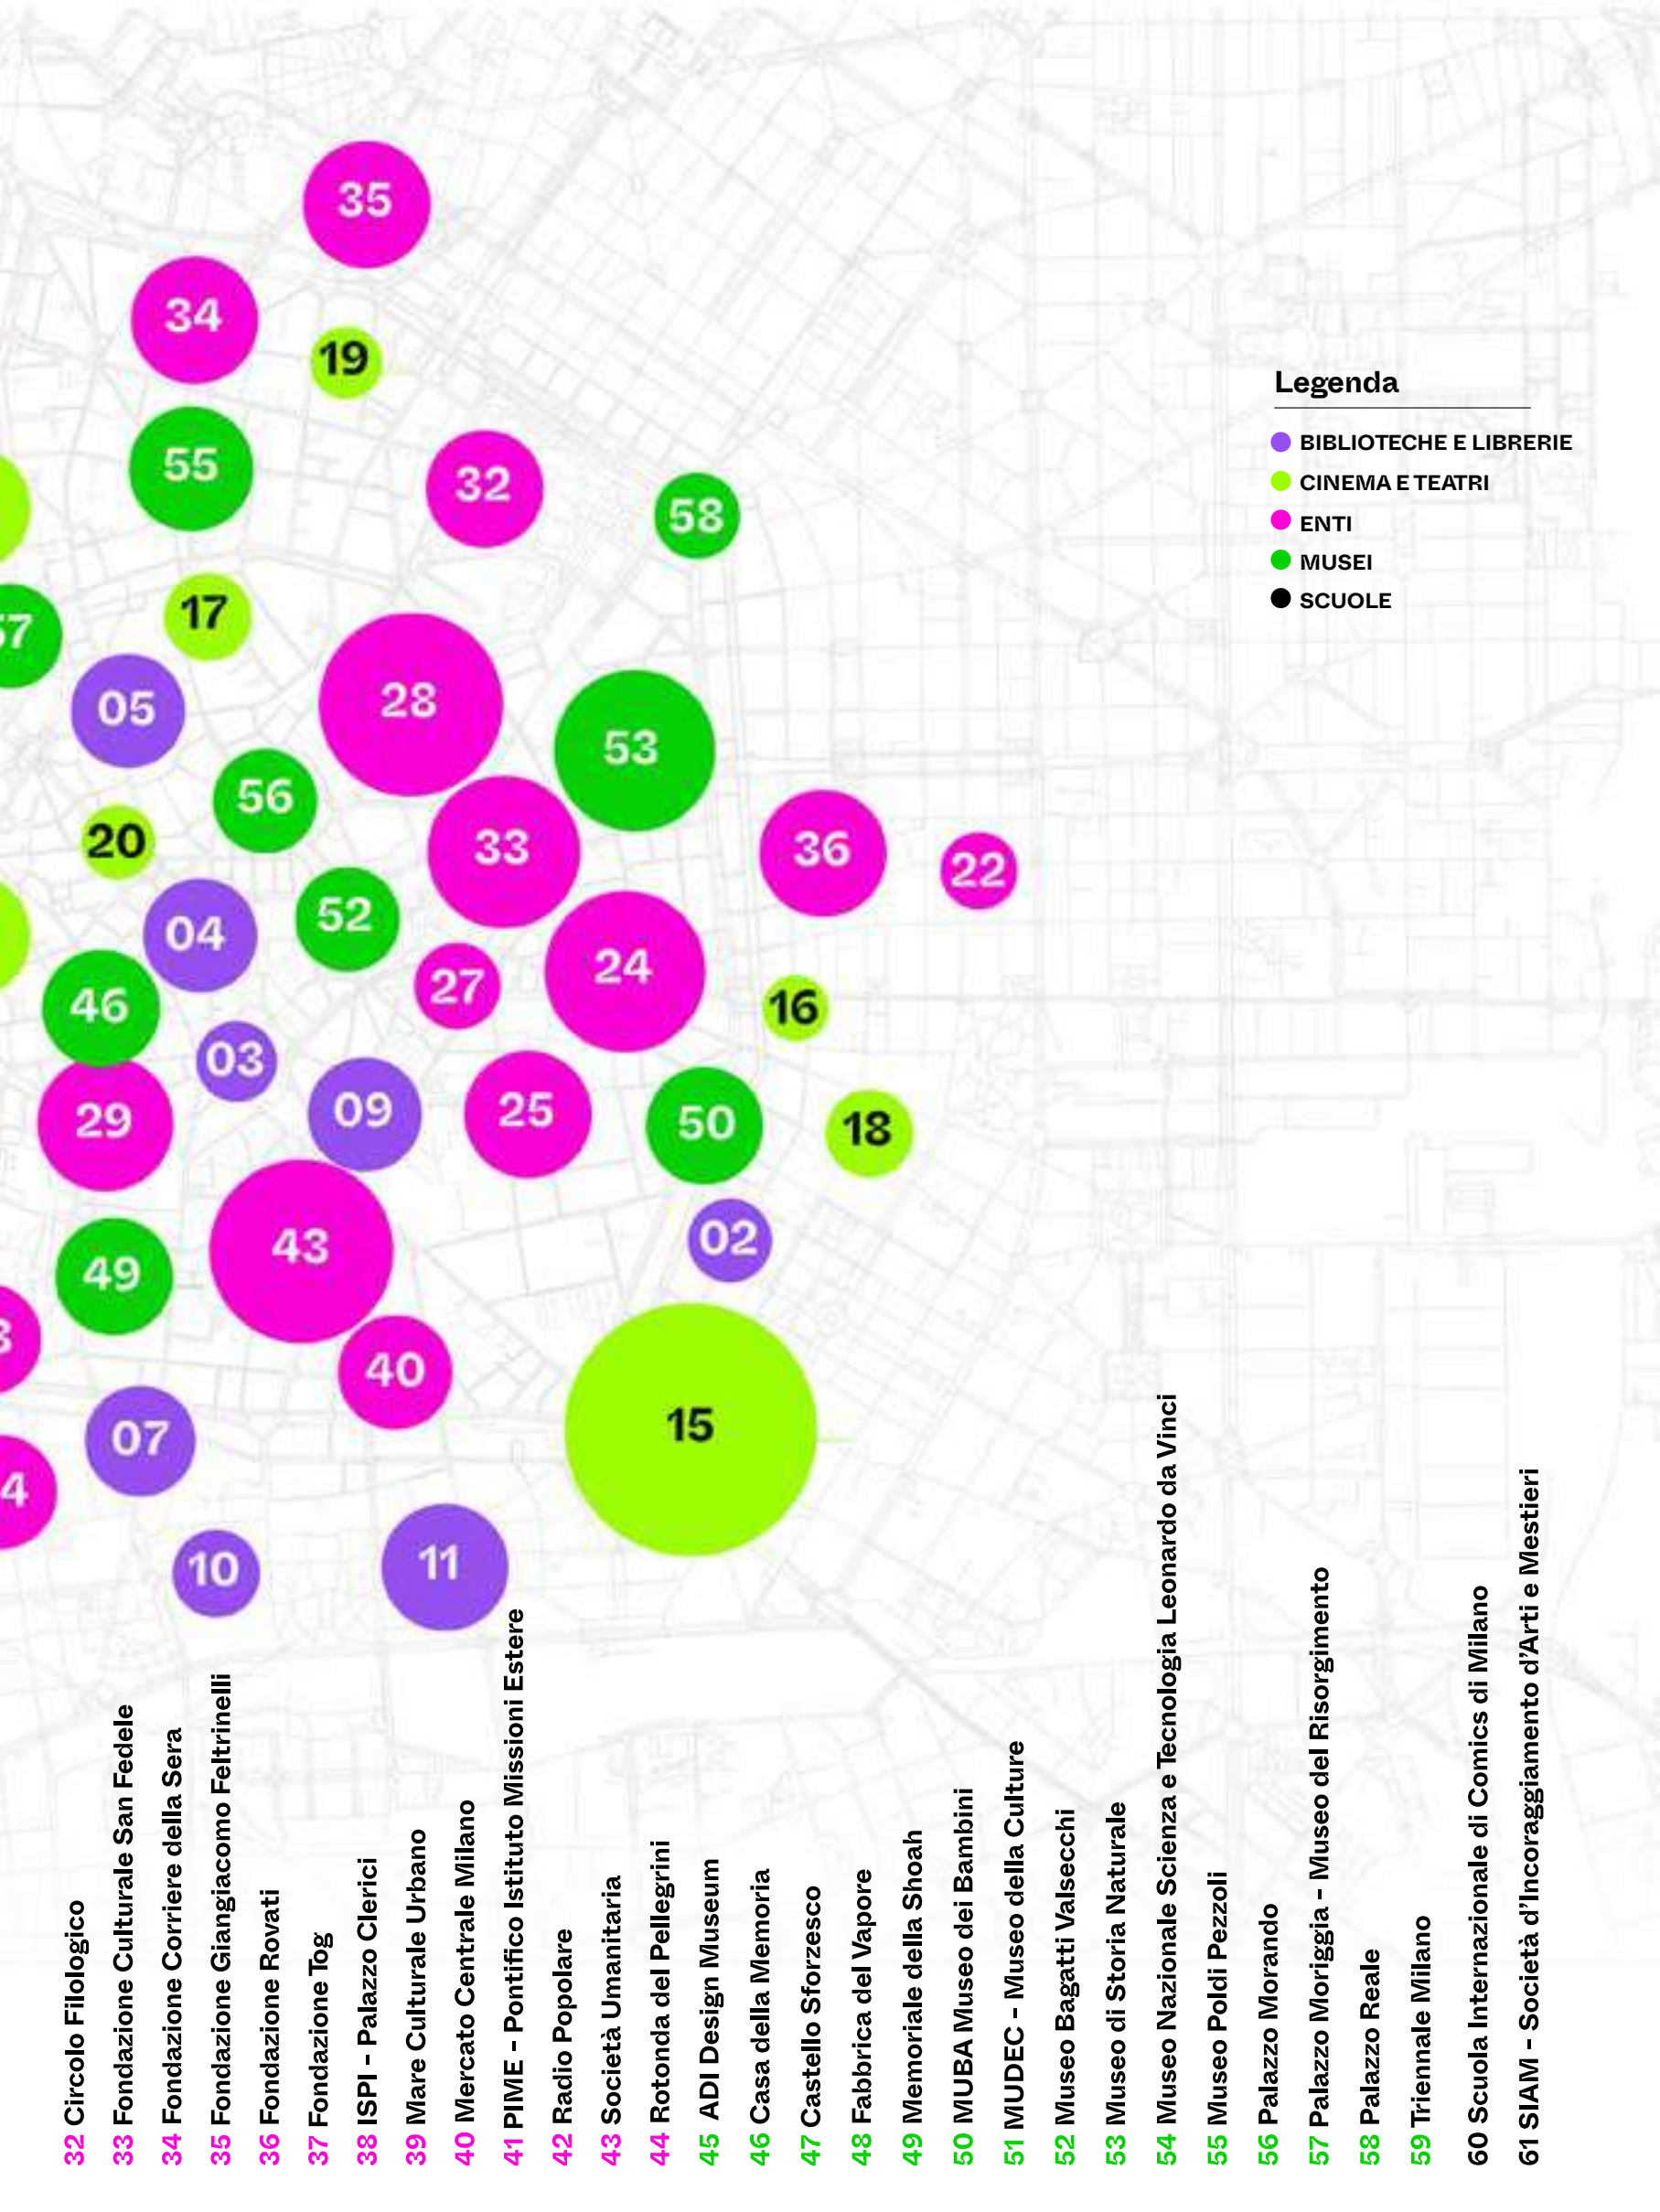 35
34
19
55
32
58
Legenda
BIBLIOTECHE E LIBRERIE
CINEMA E TEATRI
ENTI
MUSEI
SCUOLE
17
57
05
28
53
56
20
33
36
22
04
52
27
24
46
16
03
29
09
25
50
18
43
02
49
3
40
07
15
4
10
11
32 Circolo Filologico
33 Fondazione Culturale San Fedele
34 Fondazione Corriere della Sera
35 Fondazione Giangiacomo Feltrinelli
36 Fondazione Rovati
37 Fondazione Tog
38 ISPI – Palazzo Clerici
39 Mare Culturale Urbano
40 Mercato Centrale Milano
41 PIME – Pontifico Istituto Missioni Estere
42 Radio Popolare
43 Società Umanitaria
44 Rotonda del Pellegrini
45 ADI Design Museum
46 Casa della Memoria
47 Castello Sforzesco
48 Fabbrica del Vapore
49 Memoriale della Shoah
50 MUBA Museo dei Bambini
51 MUDEC – Museo della Culture
52 Museo Bagatti Valsecchi
53 Museo di Storia Naturale
54 Museo Nazionale Scienza e Tecnologia Leonardo da Vinci
55 Museo Poldi Pezzoli
56 Palazzo Morando
57 Palazzo Moriggia – Museo del Risorgimento
58 Palazzo Reale
59 Triennale Milano
60 Scuola Internazionale di Comics di Milano
61 SIAM – Società d'Incoraggiamento d'Arti e Mestieri